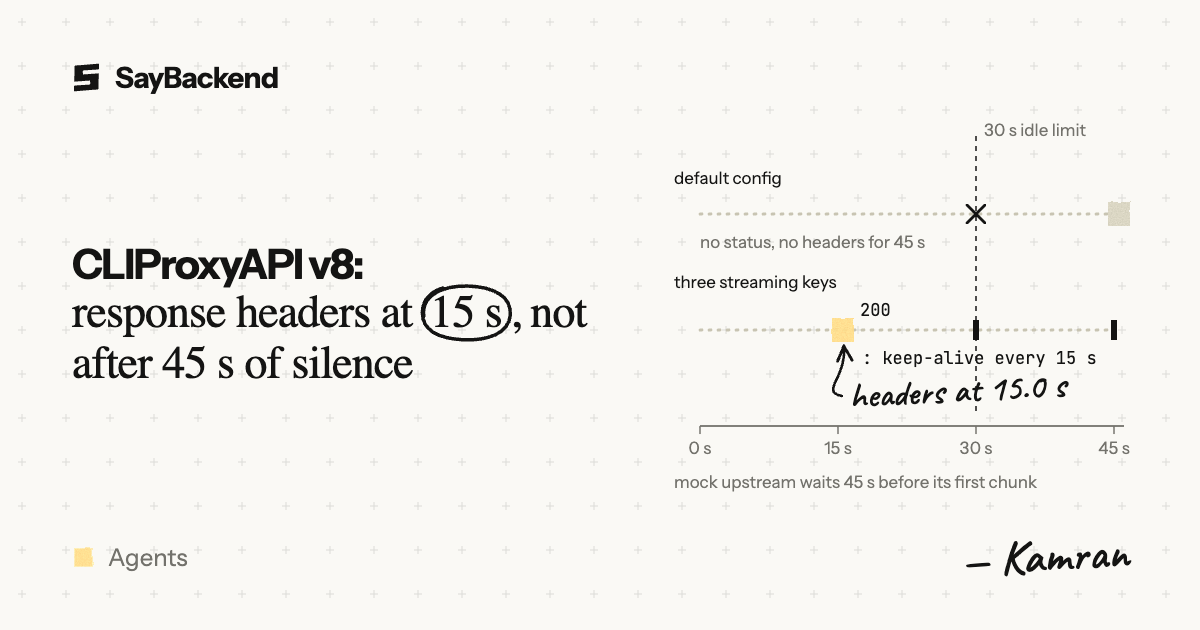 SayBackend
CLIProxyAPI v8:
response headers at 15 s, not
after 45 s of silence
30 s idle limit
default config
no status, no headers for 45 s
three streaming keys
200
: keep-alive every 15 s
headers at 15.0 s
0 s 15 s 30 s 45 s
mock upstream waits 45 s before its first chunk
Agents
– Kamran